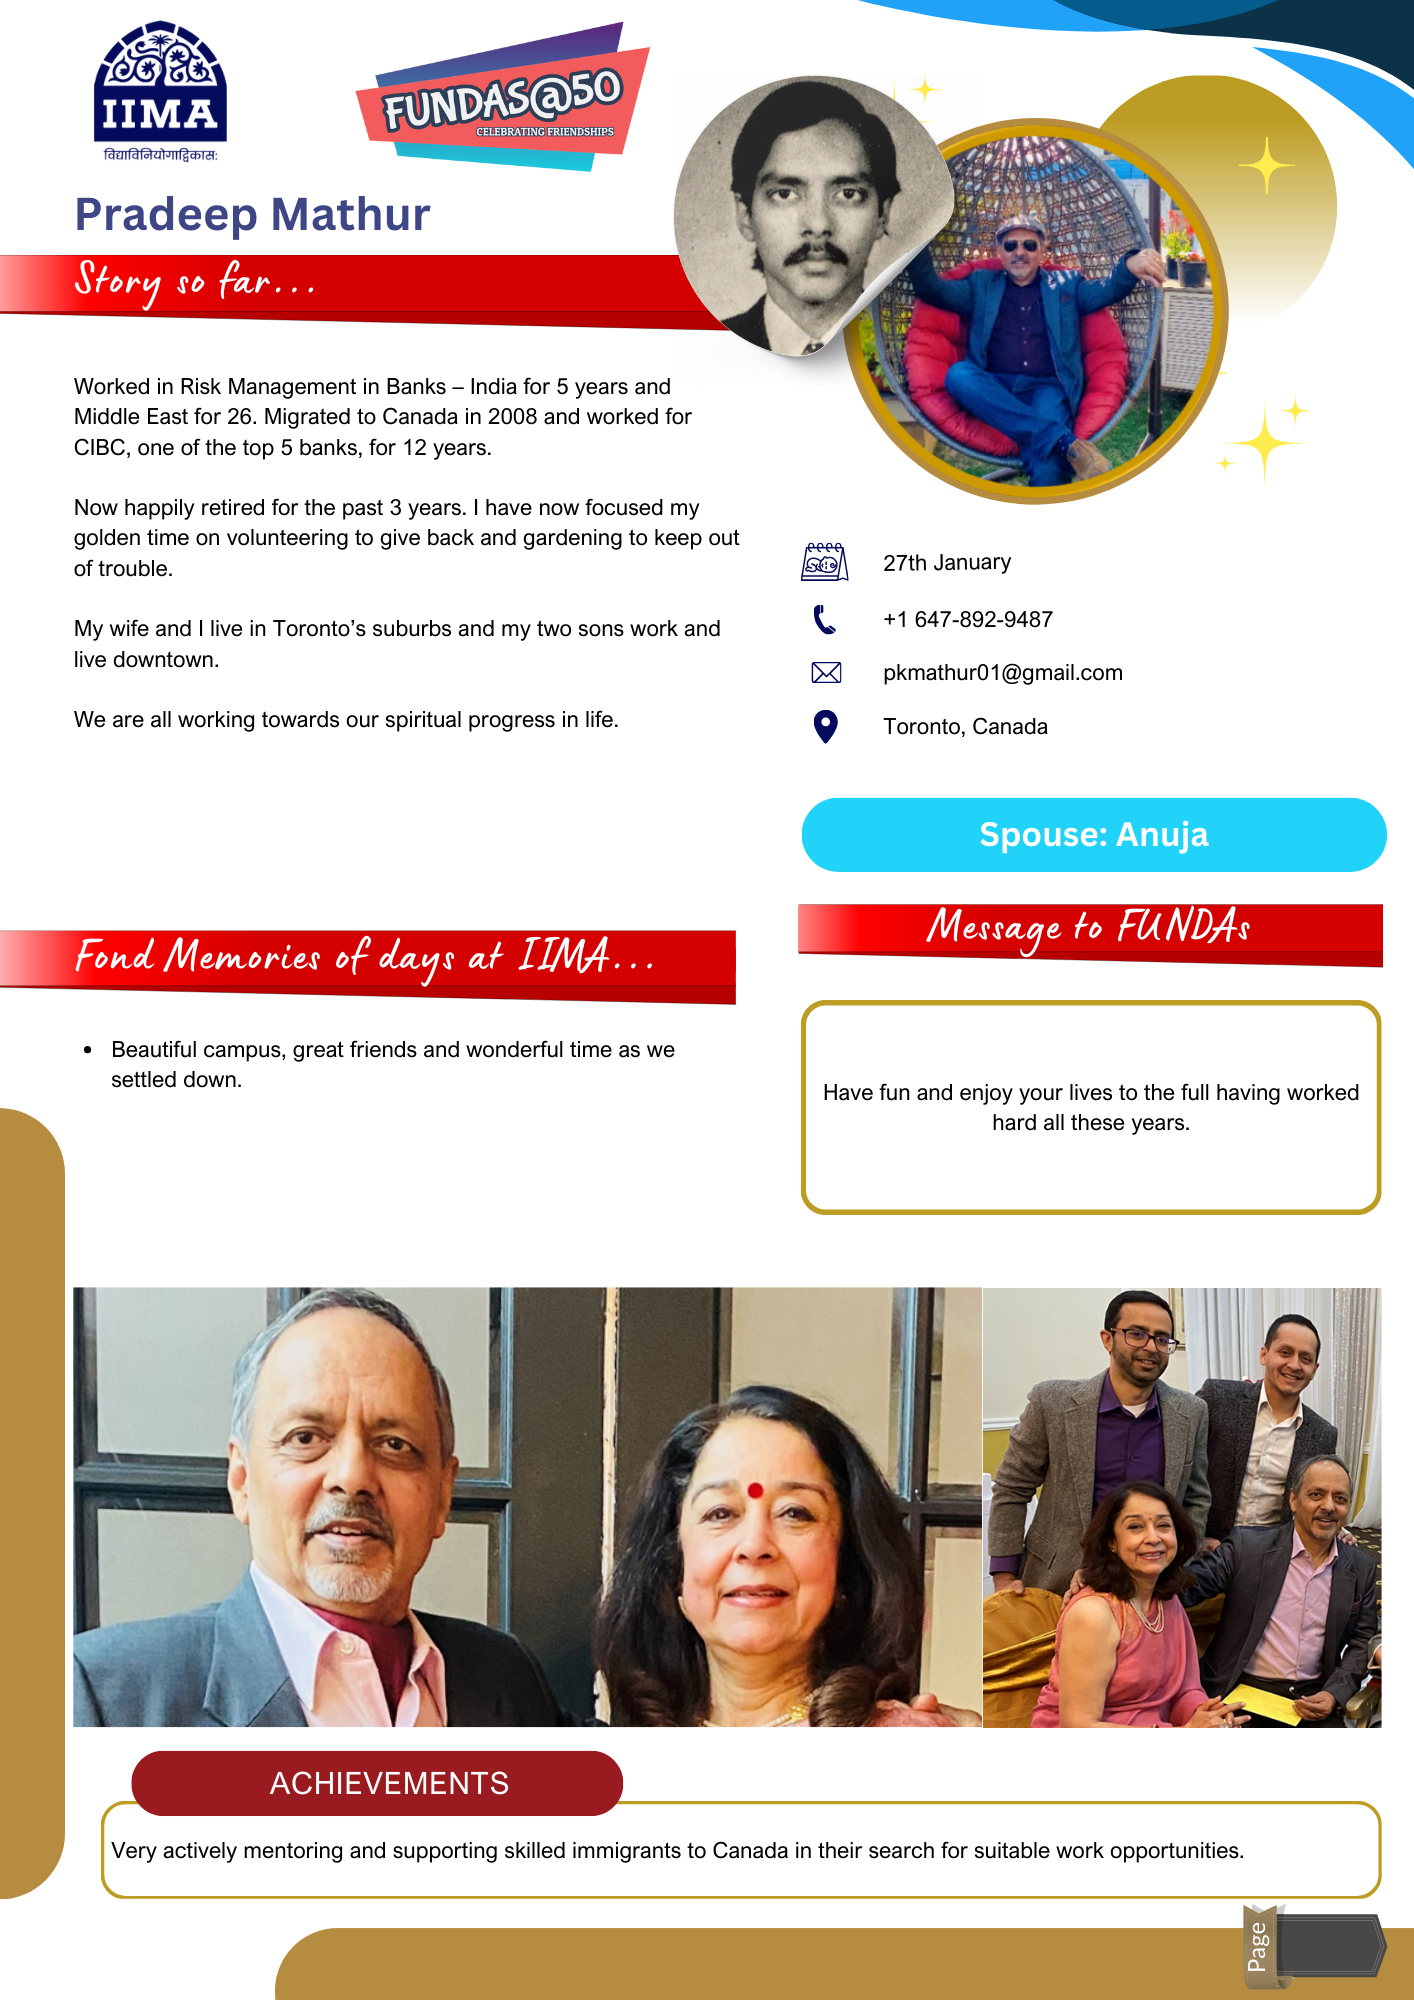 IIMA
विद्याविनियोगाद्विकासः
FUNDAS@50
CELEBRATING FRIENDSHIPS
Pradeep Mathur
Story so far...
Worked in Risk Management in Banks – India for 5 years and
Middle East for 26. Migrated to Canada in 2008 and worked for
CIBC, one of the top 5 banks, for 12 years.
Now happily retired for the past 3 years. I have now focused my
golden time on volunteering to give back and gardening to keep out
of trouble.
My wife and I live in Toronto’s suburbs and my two sons work and
live downtown.
We are all working towards our spiritual progress in life.
27th January
+1 647-892-9487
pkmathur01@gmail.com
Toronto, Canada
Spouse: Anuja
Fond Memories of days at IIMA...
Beautiful campus, great friends and wonderful time as we
settled down.
Message to FUNDAs
Have fun and enjoy your lives to the full having worked
hard all these years.
ACHIEVEMENTS
Very actively mentoring and supporting skilled immigrants to Canada in their search for suitable work opportunities.
Page